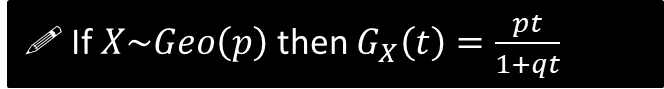 If X~Geo(p) then G_X(t) = pt/1+qt